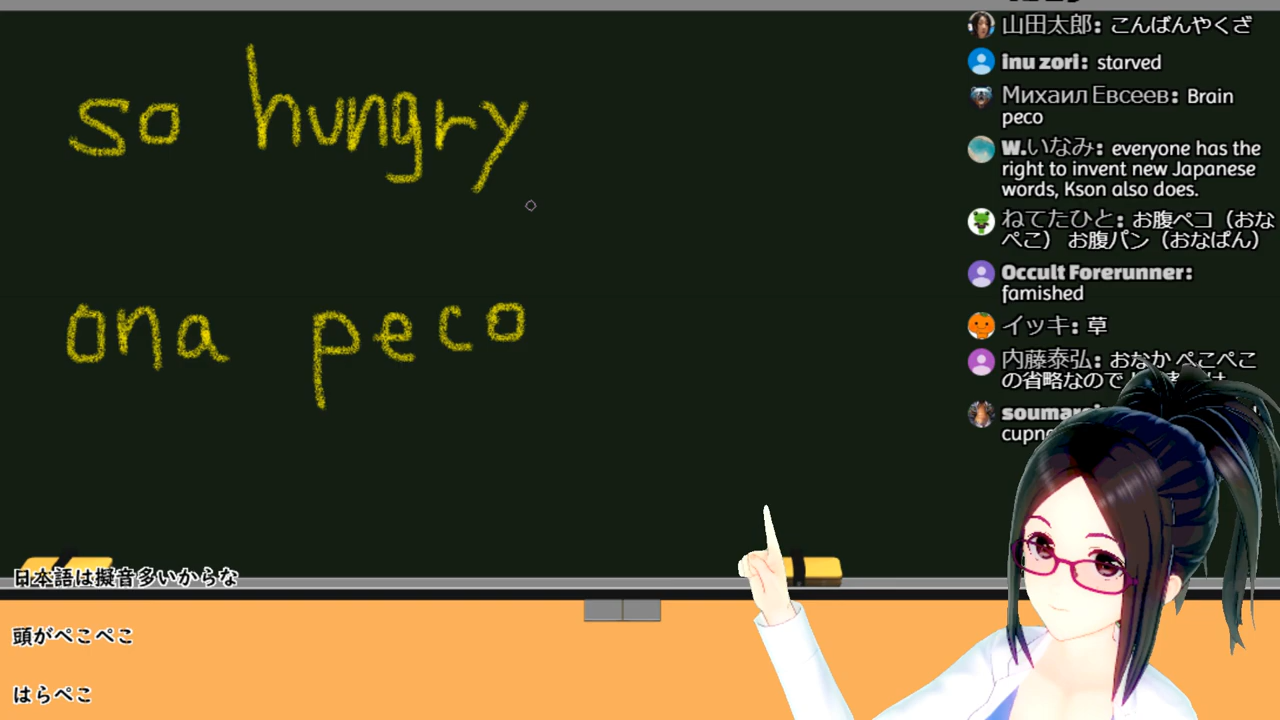 so hungry
ona peco
山田太郎: こんばんやくざ
inu zori: starved
Михаил Евсеев: Brain
peco
W.いなみ: everyone has the
right to invent new Japanese
words, Kson also does.
ねてたひと: お腹ペコ（おな
ぺこ） お腹パン（おなぱん）
Occult Forerunner:
famished
イッキ: 草
内藤泰弘: おなか ぺこぺこ
の省略なので
日本語は擬音多いからな
頭がぺこぺこ
はらぺこ